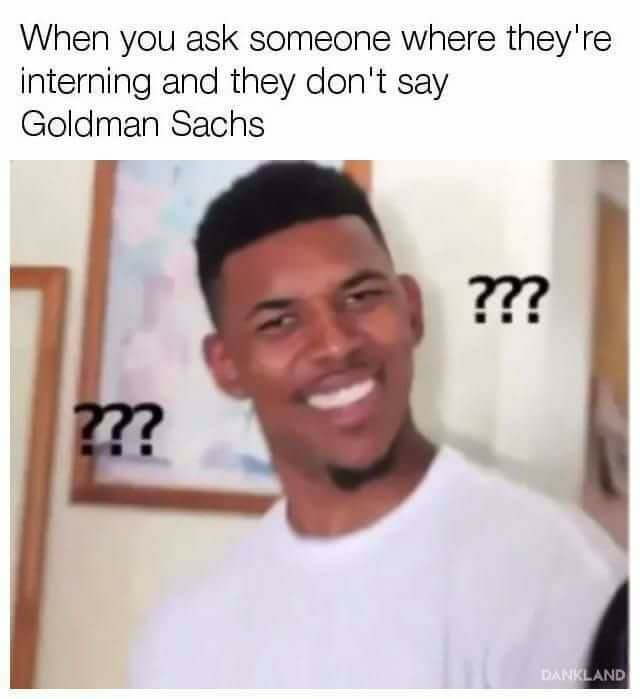 When you ask someone where they're
interning and they don't say
Goldman Sachs
???
???
DANKLAND